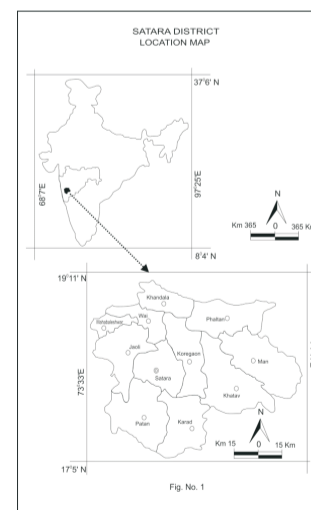 SATARA DISTRICT
LOCATION MAP
37°6' N
68°7'E
97°25'E
N
Km 365 0 365 Km
8°4' N
19°11' N
Khandala
Wai
Phaltan
Jaoli
Koregaon
Man
Satara
73°33'E
Khatav
Patan
Karad
N
Km 15 0 15 Km
17°5' N
Fig. No. 1